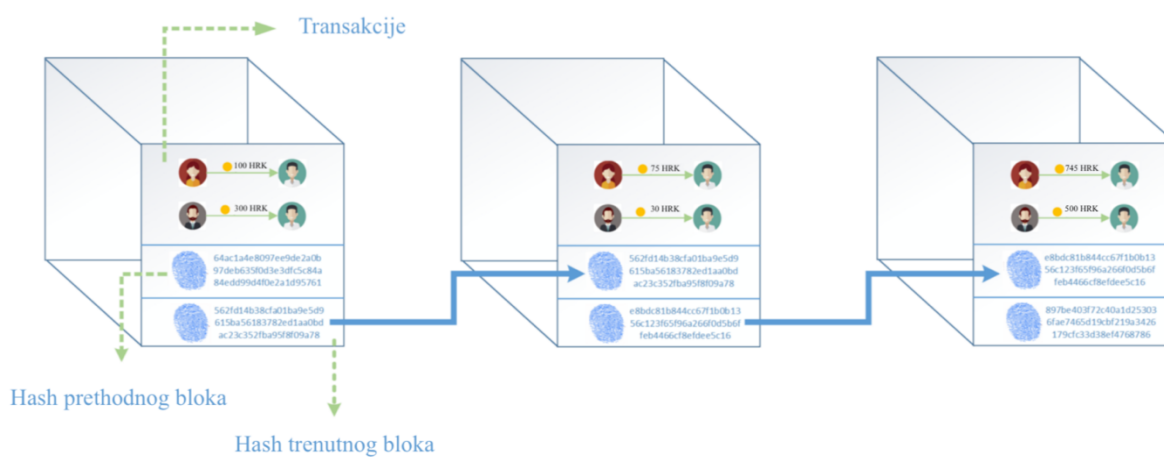 Transakcije
100 HRK
300 HRK
64ac1a4e8097ee9de2a0b
97deb635f0d3e3dfc5c84a
84edd99d4f0e2a1d95761
562fd14b38cfa01ba9e5d9
615ba56183782ed1aa0bd
ac23c352fba95f8f09a78
75 HRK
30 HRK
562fd14b38cfa01ba9e5d9
615ba56183782ed1aa0bd
ac23c352fba95f8f09a78
e8bdc81b844cc67f1b0b13
56c123f65f96a266f0d5b6f
feb4466cf8efdee5c16
745 HRK
500 HRK
e8bdc81b844cc67f1b0b13
56c123f65f96a266f0d5b6f
feb4466cf8efdee5c16
897be403f72c40a1d25303
6fae7465d19cbf219a3426
179cfc33d38ef4768786
Hash prethodnog bloka
Hash trenutnog bloka